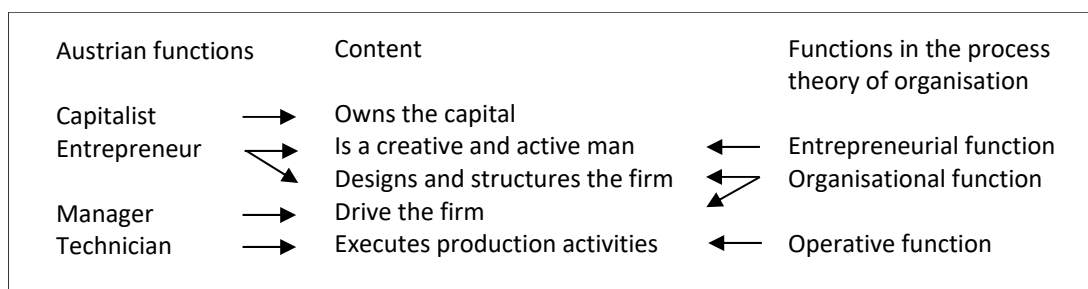 Austrian functions Content Functions in the process
theory of organisation
Capitalist Owns the capital
Entrepreneur Is a creative and active man Entrepreneurial function
Designs and structures the firm Organisational function
Manager Drive the firm
Technician Executes production activities Operative function